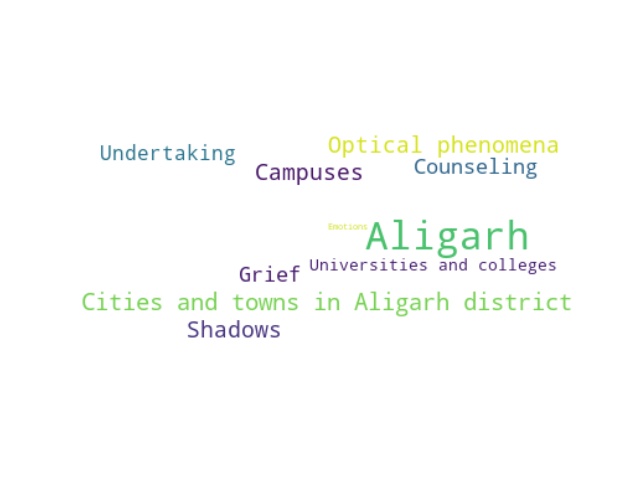 Optical phenomena
Undertaking
Counseling
Campuses
Emotions
Aligarh
Universities and colleges
Grief
Cities and towns in Aligarh district
Shadows